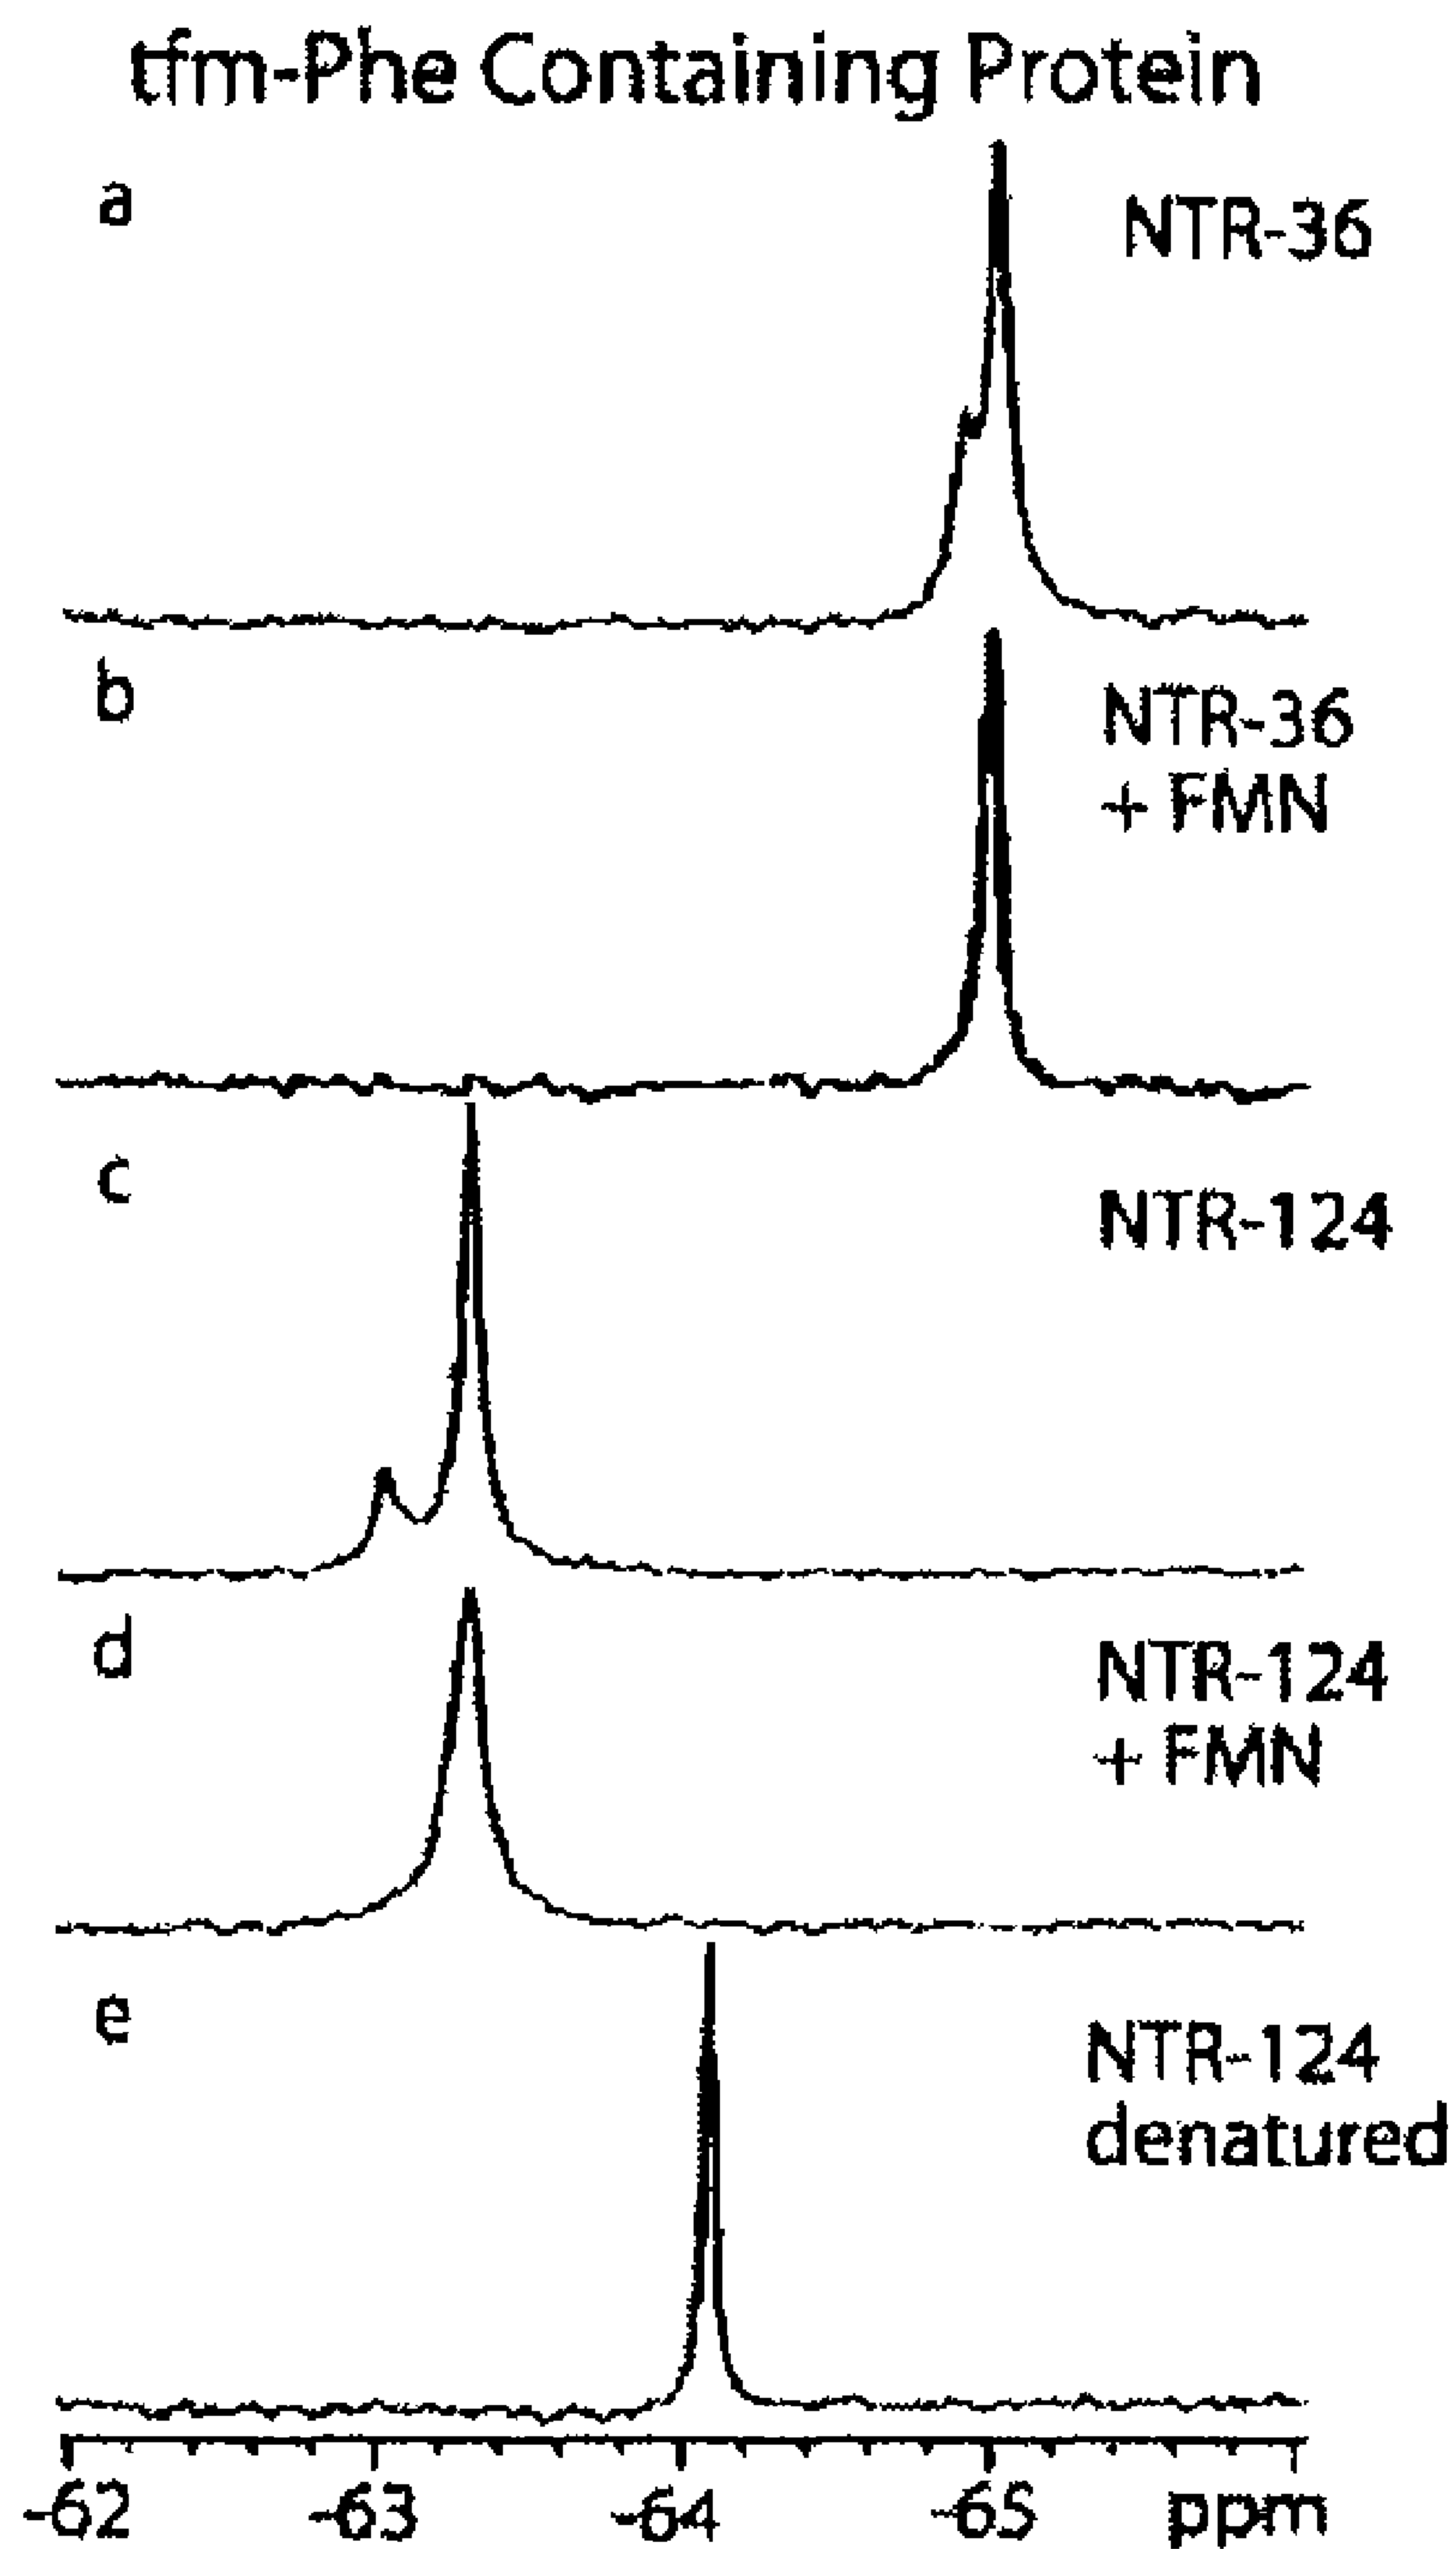 tfm-Phe Containing Protein
a
NTR-36
b
NTR-36
+ FMN
c
NTR-124
d
NTR-124
+ FMN
e
NTR-124
denatured
-62 -63 -64 -65 ppm